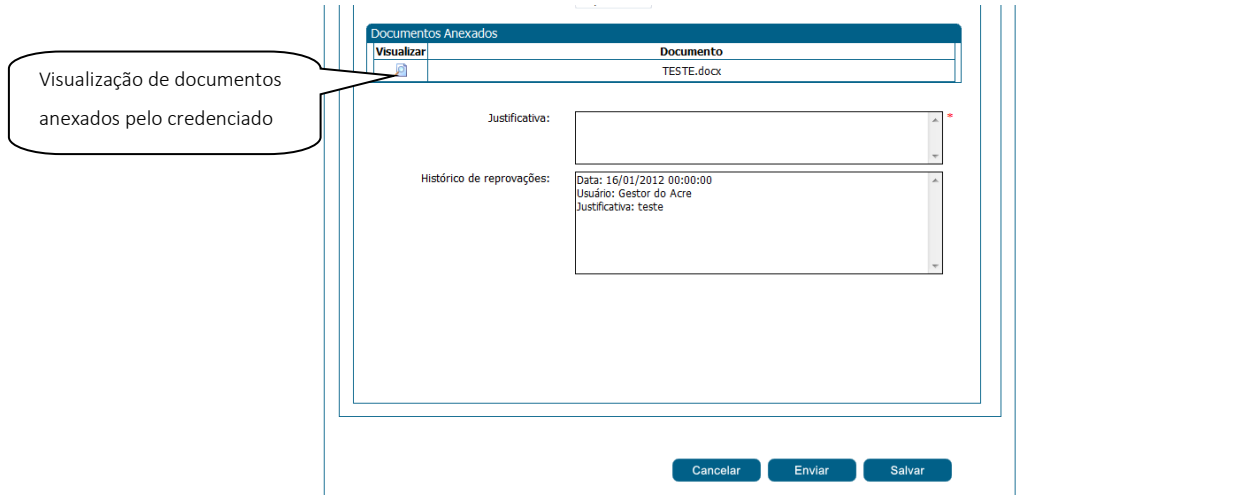 Documentos Anexados
Visualizar Documento
TESTE.docx
Visualização de documentos
anexados pelo credenciado
Justificativa: *
Histórico de reprovações: Data: 16/01/2012 00:00:00
Usuário: Gestor do Acre
Justificativa: teste
Cancelar Enviar Salvar